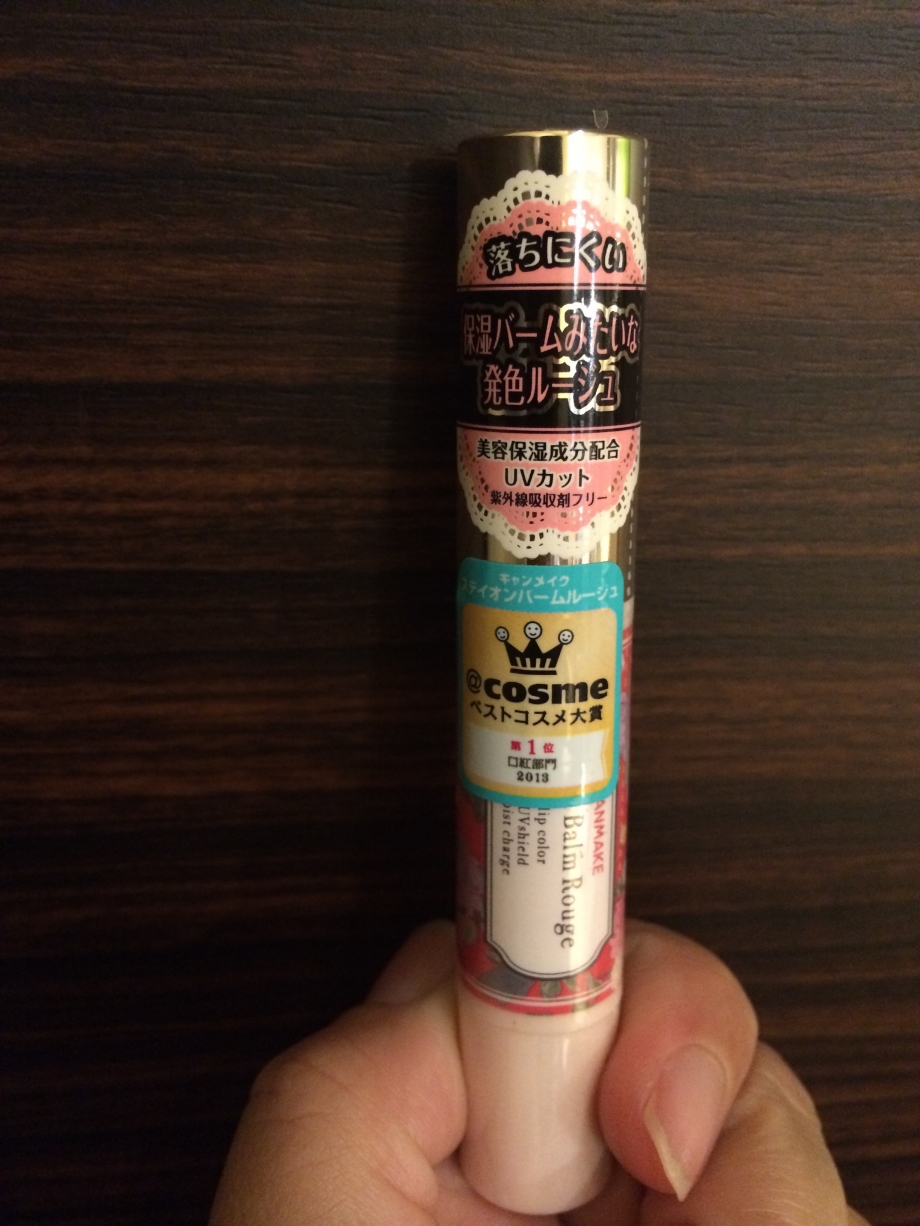 落ちにくい
保湿バームみたいな
発色ルージュ
美容保湿成分配合
UVカット
紫外線吸収剤フリー
キャンメイク
ステイオンバームルージュ
@cosme
ベストコスメ大賞
第1位
口紅部門
2013
ANMAKE
Balm Rouge
lip color
UVshield
oist charge